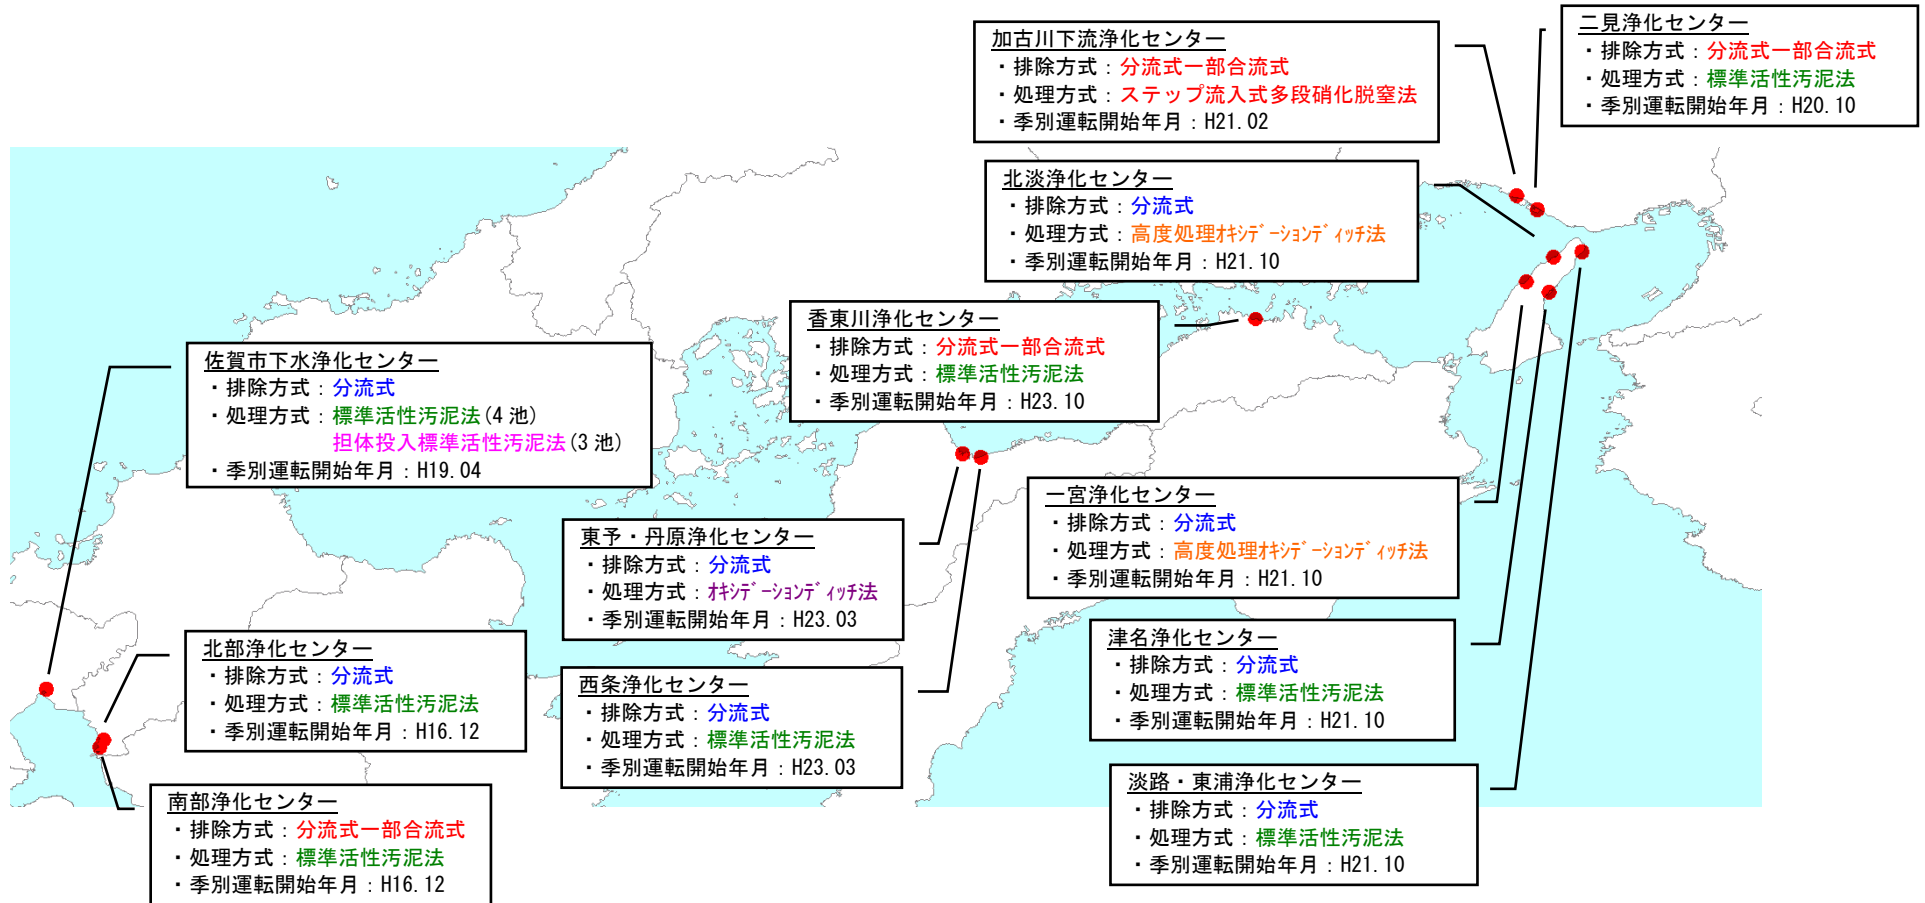 加古川下流浄化センター
・排除方式：分流式一部合流式
・処理方式：ステップ流入式多段硝化脱窒法
・季別運転開始年月：H21.02
二見浄化センター
・排除方式：分流式一部合流式
・処理方式：標準活性汚泥法
・季別運転開始年月：H20.10
北淡浄化センター
・排除方式：分流式
・処理方式：高度処理ｵｷｼﾃﾞｰｼｮﾝﾃﾞｨｯﾁ法
・季別運転開始年月：H21.10
香東川浄化センター
・排除方式：分流式一部合流式
・処理方式：標準活性汚泥法
・季別運転開始年月：H23.10
佐賀市下水浄化センター
・排除方式：分流式
・処理方式：標準活性汚泥法(4 池)
担体投入標準活性汚泥法(3 池)
・季別運転開始年月：H19.04
一宮浄化センター
・排除方式：分流式
・処理方式：高度処理ｵｷｼﾃﾞｰｼｮﾝﾃﾞｨｯﾁ法
・季別運転開始年月：H21.10
東予・丹原浄化センター
・排除方式：分流式
・処理方式：ｵｷｼﾃﾞｰｼｮﾝﾃﾞｨｯﾁ法
・季別運転開始年月：H23.03
北部浄化センター
・排除方式：分流式
・処理方式：標準活性汚泥法
・季別運転開始年月：H16.12
西条浄化センター
・排除方式：分流式
・処理方式：標準活性汚泥法
・季別運転開始年月：H23.03
津名浄化センター
・排除方式：分流式
・処理方式：標準活性汚泥法
・季別運転開始年月：H21.10
南部浄化センター
・排除方式：分流式一部合流式
・処理方式：標準活性汚泥法
・季別運転開始年月：H16.12
淡路・東浦浄化センター
・排除方式：分流式
・処理方式：標準活性汚泥法
・季別運転開始年月：H21.10